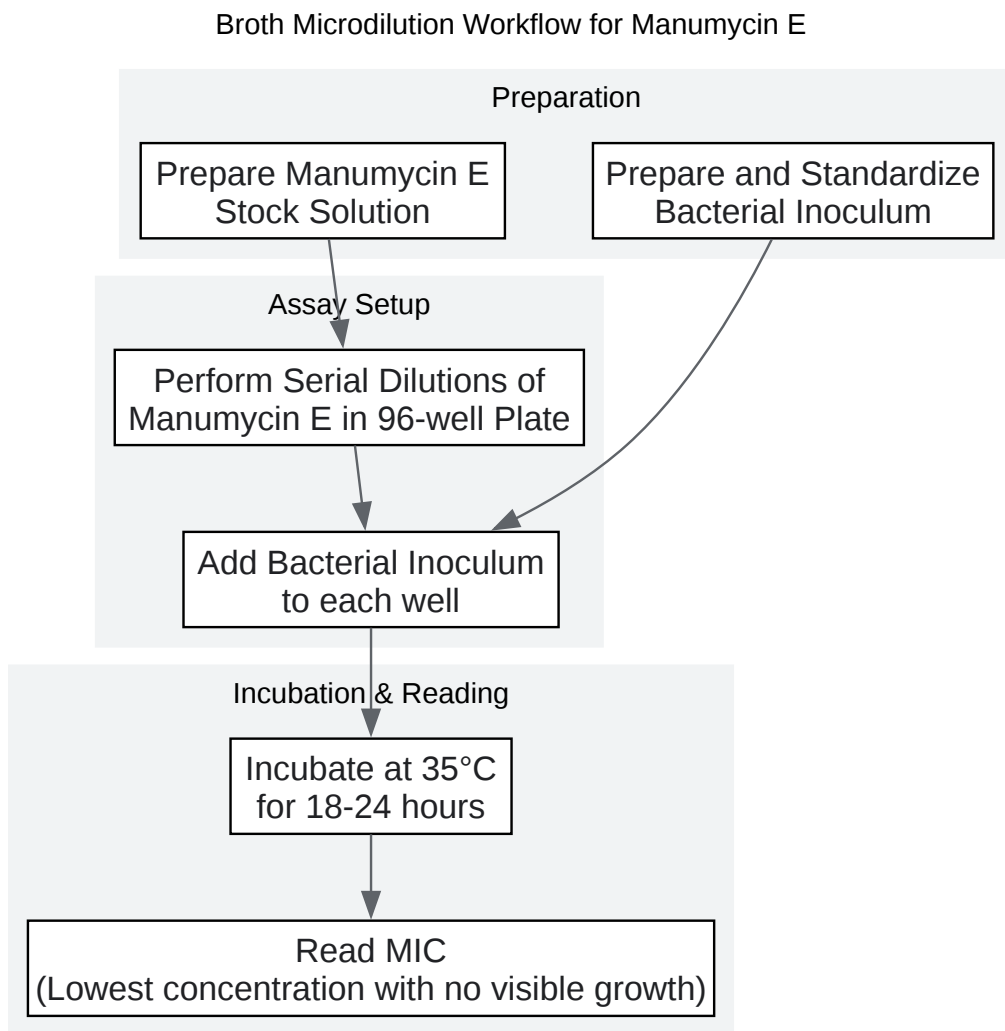 Broth Microdilution Workflow for Manumycin E
Preparation
Prepare Manumycin E
Stock Solution
Prepare and Standardize
Bacterial Inoculum
Assay Setup
Perform Serial Dilutions of
Manumycin E in 96-well Plate
Add Bacterial Inoculum
to each well
Incubation & Reading
Incubate at 35°C
for 18-24 hours
Read MIC
(Lowest concentration with no visible growth)